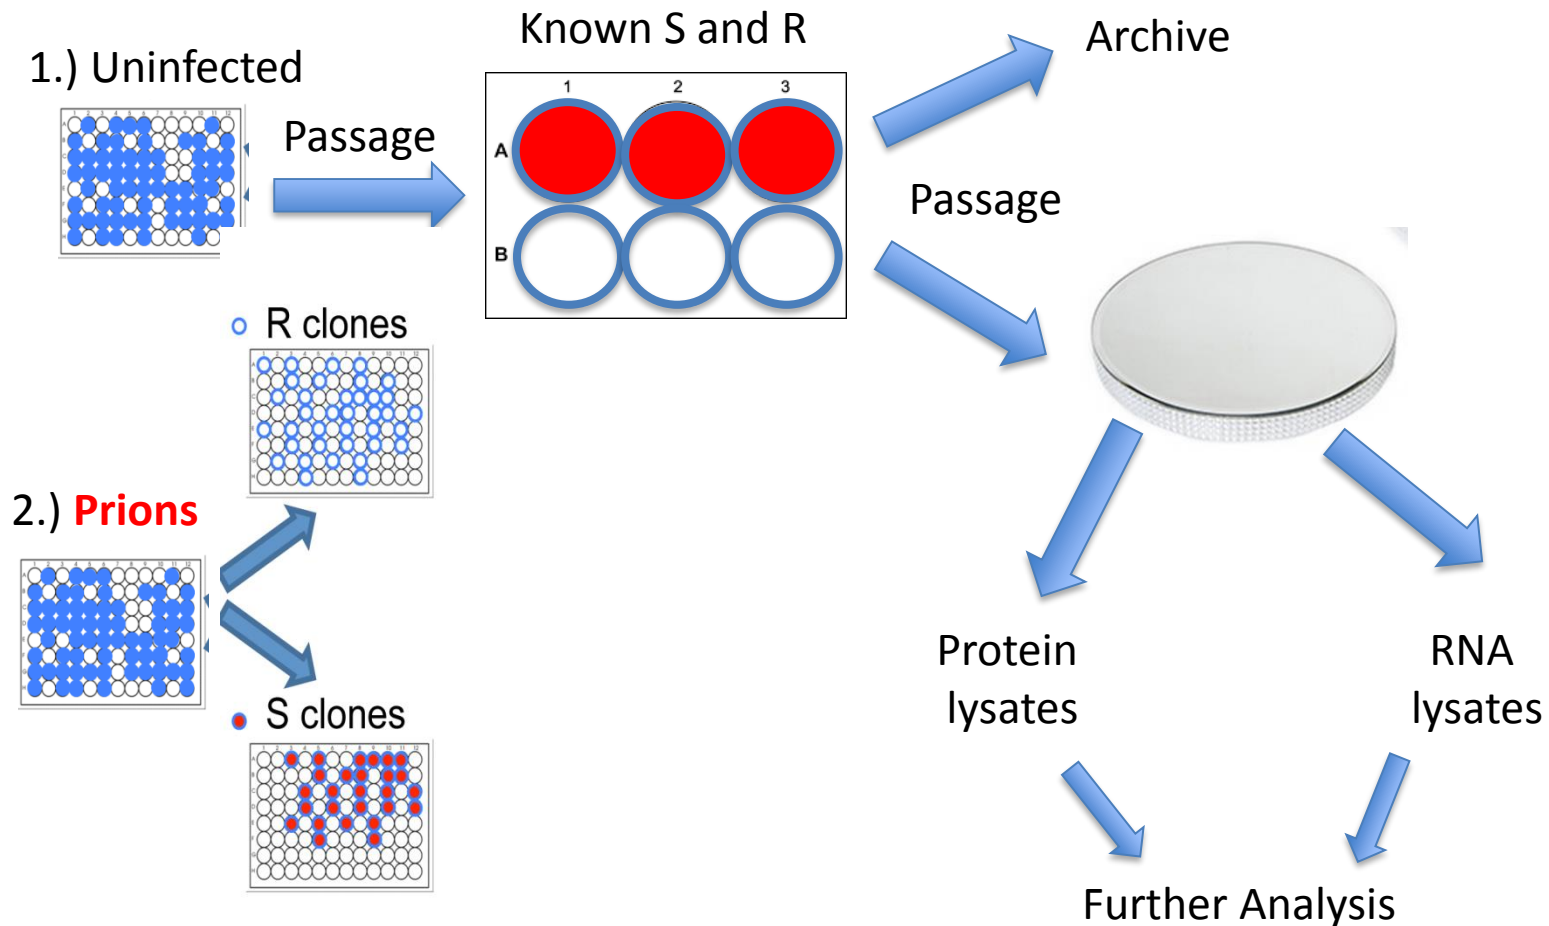 Known S and R
Archive
1.) Uninfected
Passage
1 2 3
A
B
Passage
R clones
2.) Prions
S clones
Protein
lysates
RNA
lysates
Further Analysis